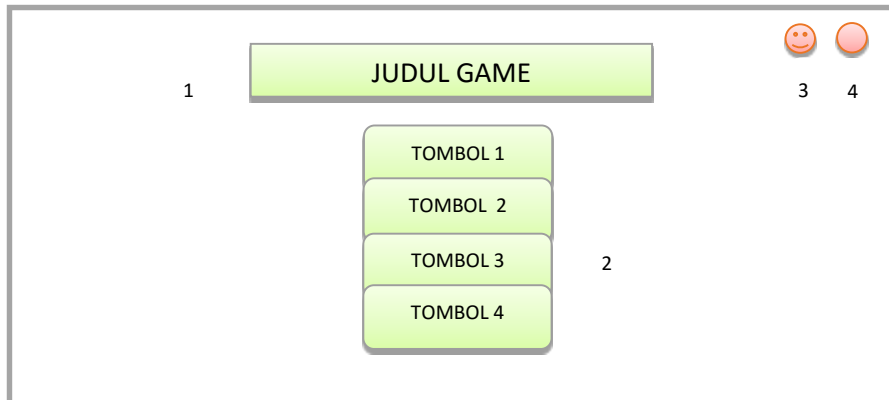 JUDUL GAME
1
3 4
TOMBOL 1
TOMBOL 2
TOMBOL 3
2
TOMBOL 4